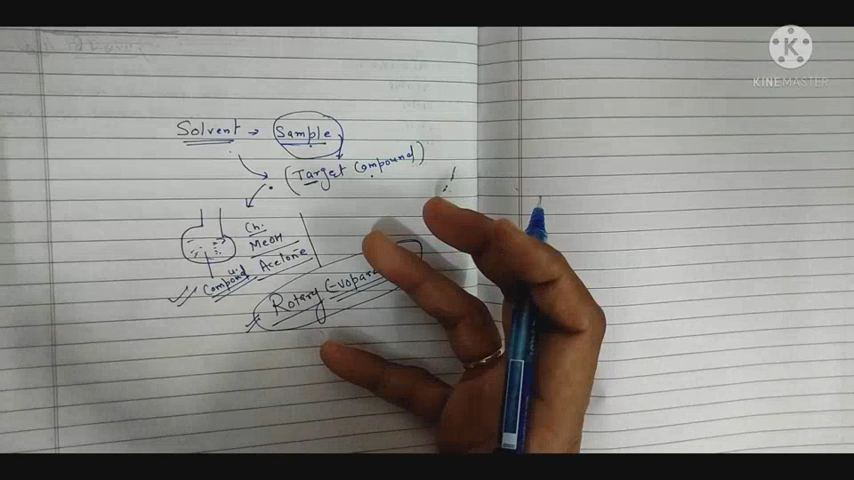 Solvent → Sample
(Target Compound)
Ch.
MeOH
Acetone
Compound
Rotary
K
KINEMASTER